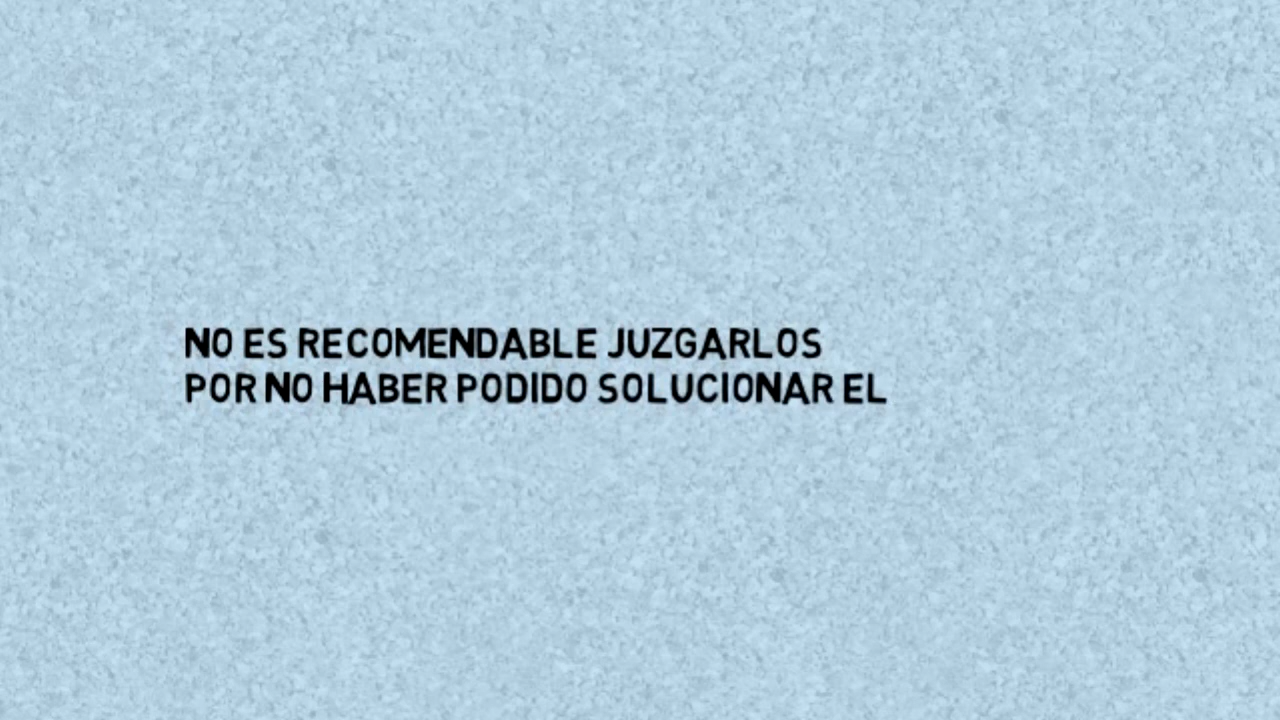 NO ES RECOMENDABLE JUZGARLOS
POR NO HABER PODIDO SOLUCIONAR EL